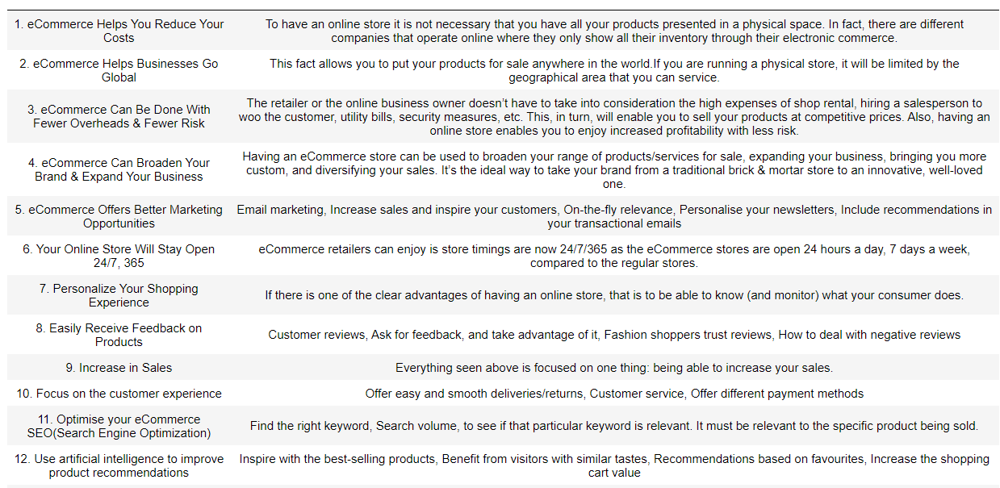 1. eCommerce Helps You Reduce Your
Costs
To have an online store it is not necessary that you have all your products presented in a physical space. In fact, there are different
companies that operate online where they only show all their inventory through their electronic commerce.
2. eCommerce Helps Businesses Go
Global
This fact allows you to put your products for sale anywhere in the world.If you are running a physical store, it will be limited by the
geographical area that you can service.
3. eCommerce Can Be Done With
Fewer Overheads & Fewer Risk
The retailer or the online business owner doesn’t have to take into consideration the high expenses of shop rental, hiring a salesperson to
woo the customer, utility bills, security measures, etc. This, in turn, will enable you to sell your products at competitive prices. Also, having an
online store enables you to enjoy increased profitability with less risk.
4. eCommerce Can Broaden Your
Brand & Expand Your Business
Having an eCommerce store can be used to broaden your range of products/services for sale, expanding your business, bringing you more
custom, and diversifying your sales. It’s the ideal way to take your brand from a traditional brick & mortar store to an innovative, well-loved
one.
5. eCommerce Offers Better Marketing
Opportunities
Email marketing, Increase sales and inspire your customers, On-the-fly relevance, Personalise your newsletters, Include recommendations in
your transactional emails
6. Your Online Store Will Stay Open
24/7, 365
eCommerce retailers can enjoy is store timings are now 24/7/365 as the eCommerce stores are open 24 hours a day, 7 days a week,
compared to the regular stores.
7. Personalize Your Shopping
Experience
If there is one of the clear advantages of having an online store, that is to be able to know (and monitor) what your consumer does.
8. Easily Receive Feedback on
Products
Customer reviews, Ask for feedback, and take advantage of it, Fashion shoppers trust reviews, How to deal with negative reviews
9. Increase in Sales
Everything seen above is focused on one thing: being able to increase your sales.
10. Focus on the customer experience
Offer easy and smooth deliveries/returns, Customer service, Offer different payment methods
11. Optimise your eCommerce
SEO(Search Engine Optimization)
Find the right keyword, Search volume, to see if that particular keyword is relevant. It must be relevant to the specific product being sold.
12. Use artificial intelligence to improve
product recommendations
Inspire with the best-selling products, Benefit from visitors with similar tastes, Recommendations based on favourites, Increase the shopping
cart value